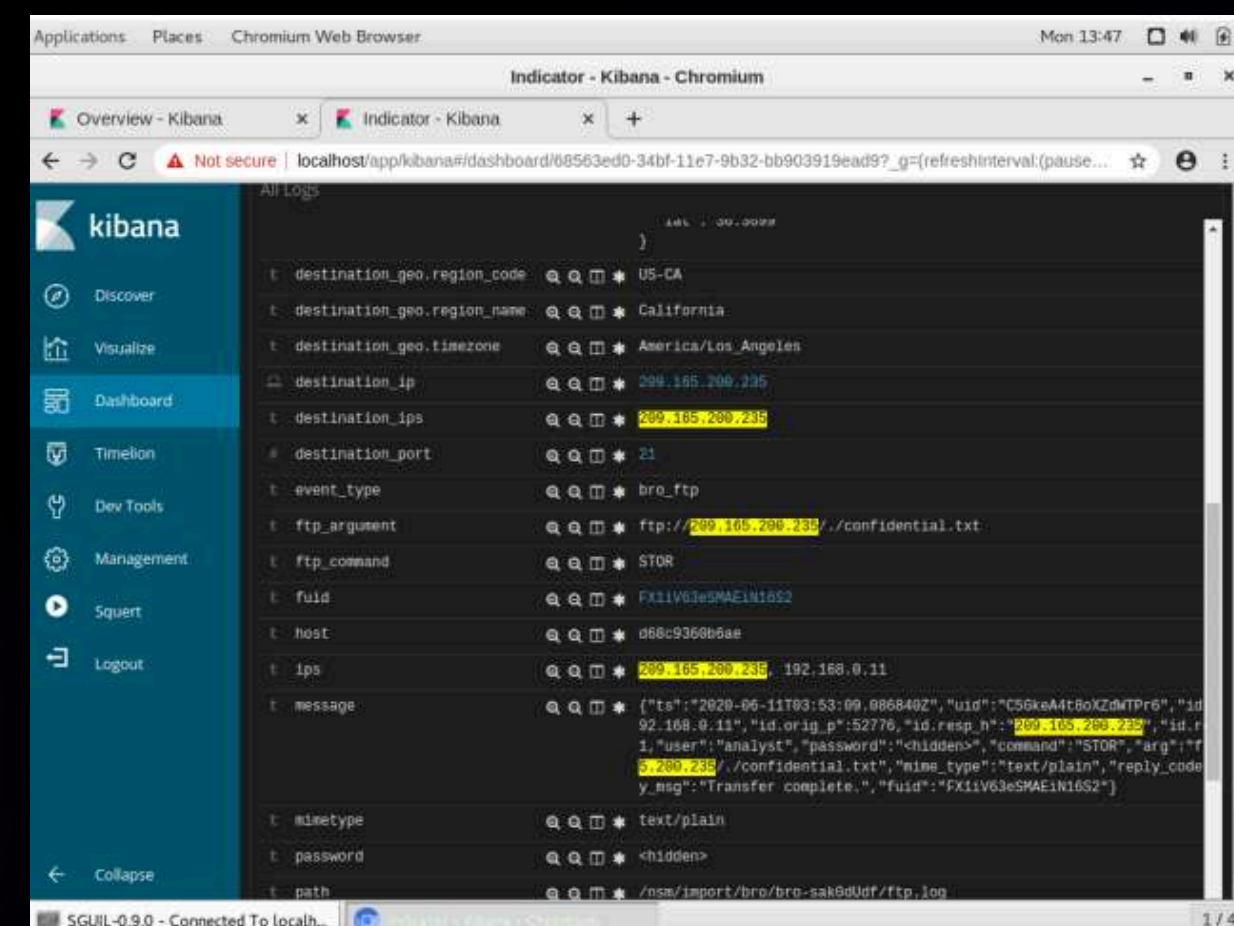 Applications Places Chromium Web Browser Mon 13:47
Indicator - Kibana - Chromium
Overview - Kibana Indicator - Kibana
Not secure localhost/app/kibana#/dashboard/68563ed0-34bf-11e7-9b32-bb903919ead9?_g=(refreshInterval:(pause...
All Logs
kibana
Discover
Visualize
Dashboard
Timelion
Dev Tools
Management
Squert
Logout
Collapse
}
t destination_geo.region_code US-CA
t destination_geo.region_name California
t destination_geo.timezone America/Los_Angeles
destination_ip 209.165.200.235
t destination_ips 209.165.200.235
# destination_port 21
t event_type bro_ftp
t ftp_argument ftp://209.165.200.235/./confidential.txt
t ftp_command STOR
t fuid FX1iV63eSMAEiN16S2
t host d68c9360b6ae
t ips 209.165.200.235, 192.168.0.11
t message {"ts":"2020-06-11T03:53:09.086840Z","uid":"C5GkeA4t8oXZdWTPr6","id
92.168.0.11","id.orig_p":52776,"id.resp_h":"209.165.200.235","id.r
1,"user":"analyst","password":"<hidden>","command":"STOR","arg":"f
5.200.235/./confidential.txt","mime_type":"text/plain","reply_code
y_msg":"Transfer complete.","fuid":"FX1iV63eSMAEiN16S2"}
t mimetype text/plain
t password <hidden>
t path /nsm/import/bro/bro-sak0dUdf/ftp.log
SGUIL-0.9.0 - Connected To localh... 1 / 4